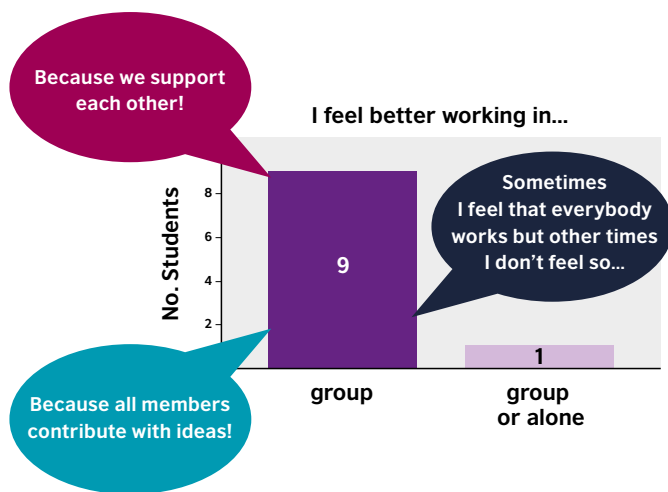 Because we support
each other!
I feel better working in...
No. Students
8
6
4
2
Sometimes
I feel that everybody
works but other times
I don't feel so...
9
1
Because all members
contribute with ideas!
group
group
or alone